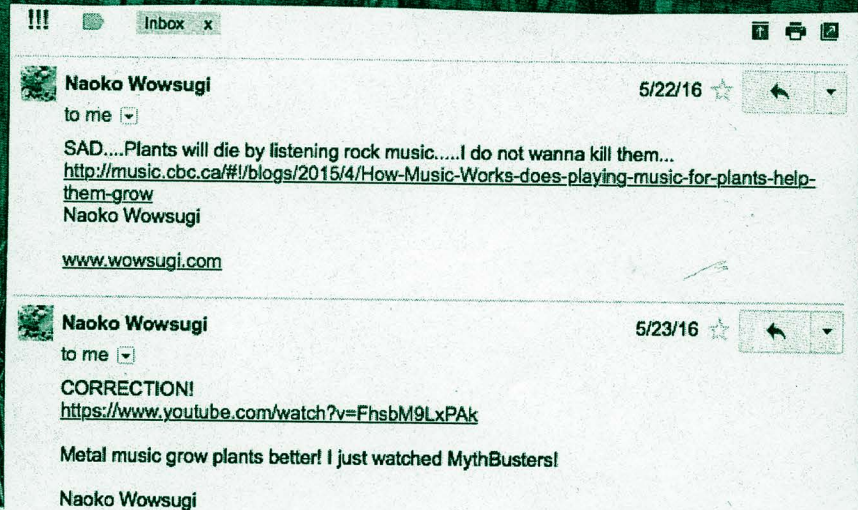 !!! Inbox x
Naoko Wowsugi 5/22/16
to me
SAD....Plants will die by listening rock music.....I do not wanna kill them...
http://music.cbc.ca/#!/blogs/2015/4/How-Music-Works-does-playing-music-for-plants-help-
them-grow
Naoko Wowsugi
www.wowsugi.com
Naoko Wowsugi 5/23/16
to me
CORRECTION!
https://www.youtube.com/watch?v=FhsbM9LxPAk
Metal music grow plants better! I just watched MythBusters!
Naoko Wowsugi